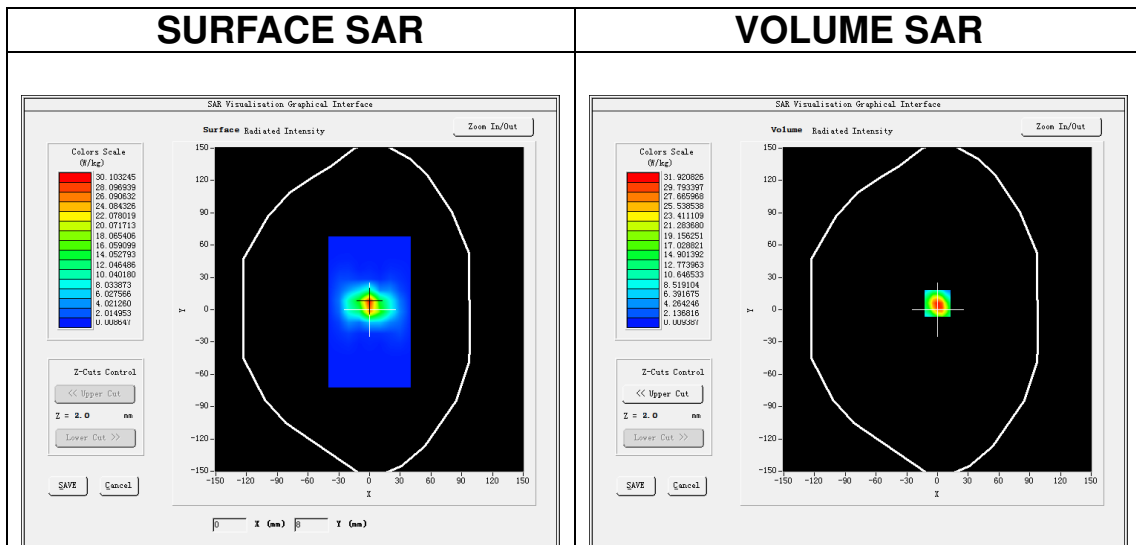 SURFACE SAR
SAR Visualisation Graphical Interface
Surface Radiated Intensity
Zoom In/Out
Colors Scale
(W/kg)
30.103245
28.096939
26.090632
24.084326
22.078019
20.071713
18.065406
16.059099
14.052793
12.046486
10.040180
8.033873
6.027566
4.021260
2.014953
0.008647
150
120
90
60
30
0
-30
-60
-90
-120
-150
Y
-150 -120 -90 -60 -30 0 30 60 90 120 150
X
Z-Cuts Control
<< Upper Cut
Z = 2.0 mm
Lower Cut >>
SAVE Cancel
0 X (mm) 8 Y (mm)
VOLUME SAR
SAR Visualisation Graphical Interface
Volume Radiated Intensity
Zoom In/Out
Colors Scale
(W/kg)
31.920826
29.793397
27.665968
25.538538
23.411109
21.283680
19.156251
17.028821
14.901392
12.773963
10.646533
8.519104
6.391675
4.264246
2.136816
0.009387
150
120
90
60
30
0
-30
-60
-90
-120
-150
Y
-150 -120 -90 -60 -30 0 30 60 90 120 150
X
Z-Cuts Control
<< Upper Cut
Z = 2.0 mm
Lower Cut >>
SAVE Cancel